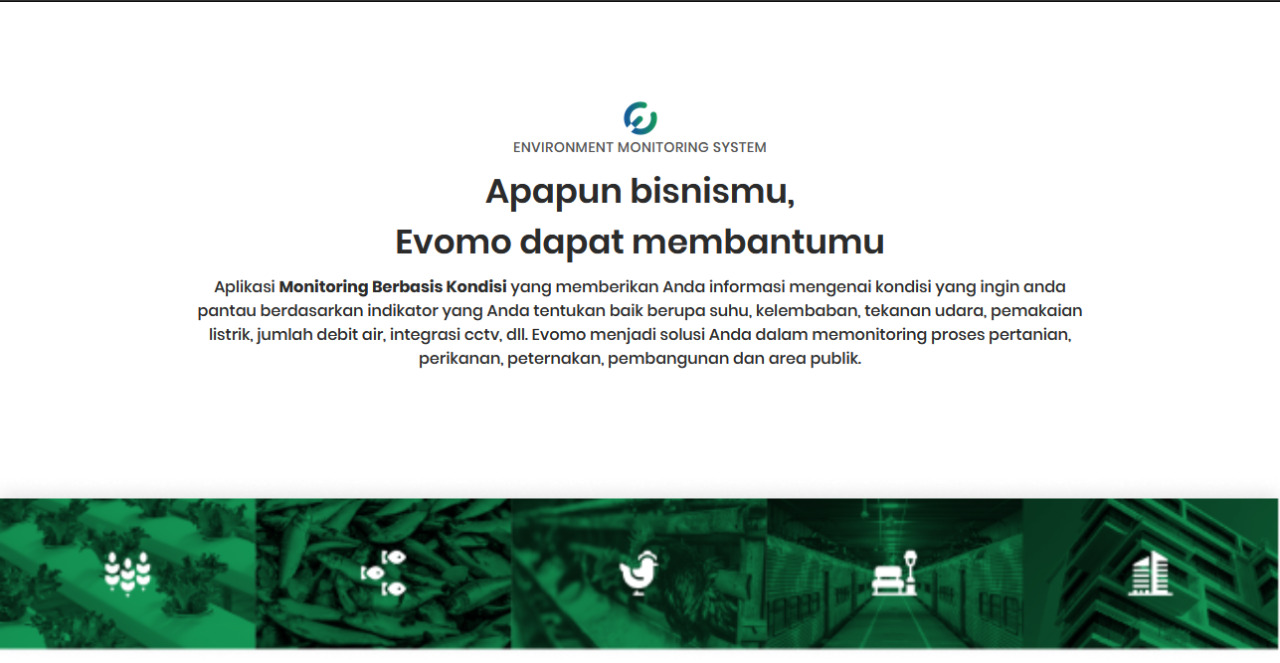 ENVIRONMENT MONITORING SYSTEM
Apapun bisnismu,
Evomo dapat membantumu
Aplikasi Monitoring Berbasis Kondisi yang memberikan Anda informasi mengenai kondisi yang ingin anda
pantau berdasarkan indikator yang Anda tentukan baik berupa suhu, kelembaban, tekanan udara, pemakaian
listrik, jumlah debit air, integrasi cctv, dll. Evomo menjadi solusi Anda dalam memonitoring proses pertanian,
perikanan, peternakan, pembangunan dan area publik.